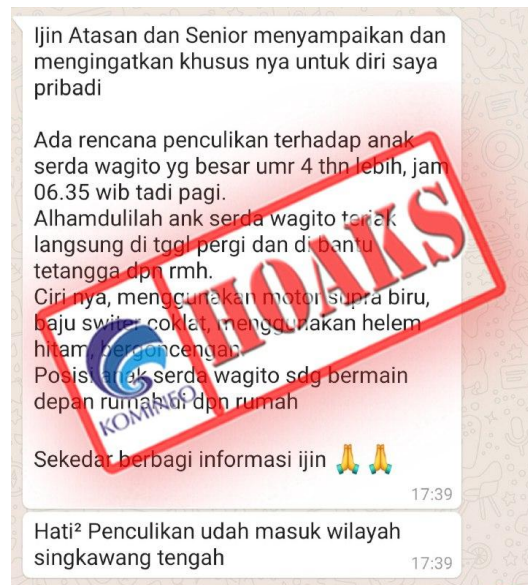 Ijin Atasan dan Senior menyampaikan dan
mengingatkan khusus nya untuk diri saya
pribadi
Ada rencana penculikan terhadap anak
serda wagito yg besar umr 4 thn lebih, jam
06.35 wib tadi pagi.
Alhamdulilah ank serda wagito teriak
langsung di tggl pergi dan di bantu
tetangga dpn rmh.
Ciri nya, menggunakan motor supra biru,
baju switer coklat, menggunakan helem
hitam, bergoncengan
Posisi anak serda wagito sdg bermain
depan rumah di dpn rumah
Sekedar berbagi informasi ijin 🙏 🙏
17:39
HOAKS
KOMINFO
Hati² Penculikan udah masuk wilayah
singkawang tengah
17:39